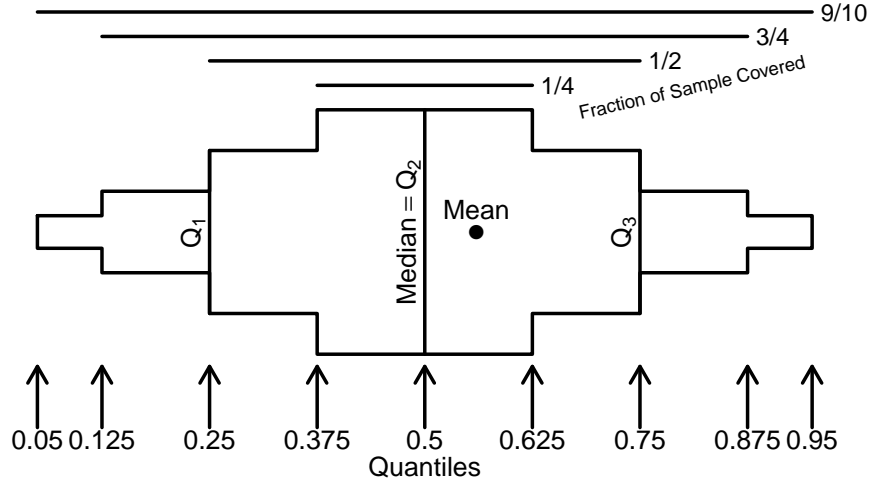 9/10
3/4
1/2
1/4
Fraction of Sample Covered
Q1
Median = Q2
Mean
Q3
0.05 0.125 0.25 0.375 0.5 0.625 0.75 0.875 0.95
Quantiles